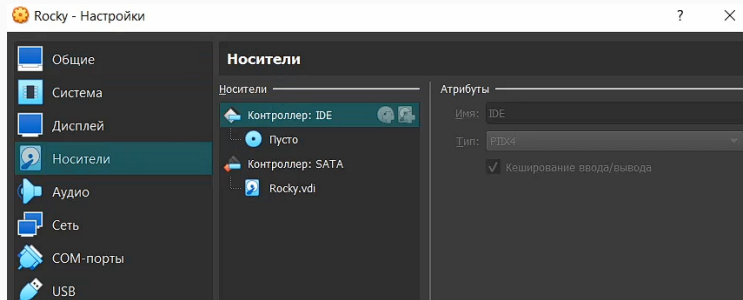 Rocky - Настройки
?
Общие
Система
Дисплей
Носители
Аудио
Сеть
COM-порты
USB
Носители
Носители
Контроллер: IDE
Пусто
Контроллер: SATA
Rocky.vdi
Атрибуты
Имя: IDE
Тип: PIIX4
Кеширование ввода/вывода